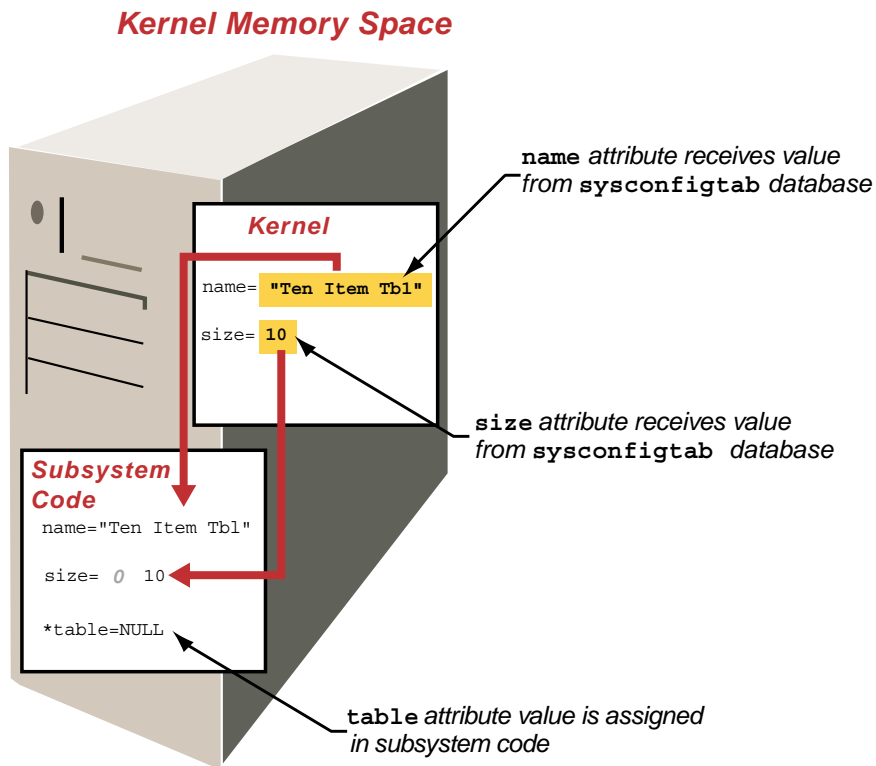 Kernel Memory Space
name attribute receives value
from sysconfigtab database
Kernel
name= "Ten Item Tb1"
size= 10
size attribute receives value
from sysconfigtab database
Subsystem
Code
name="Ten Item Tbl"
size= 0 10
*table=NULL
table attribute value is assigned
in subsystem code